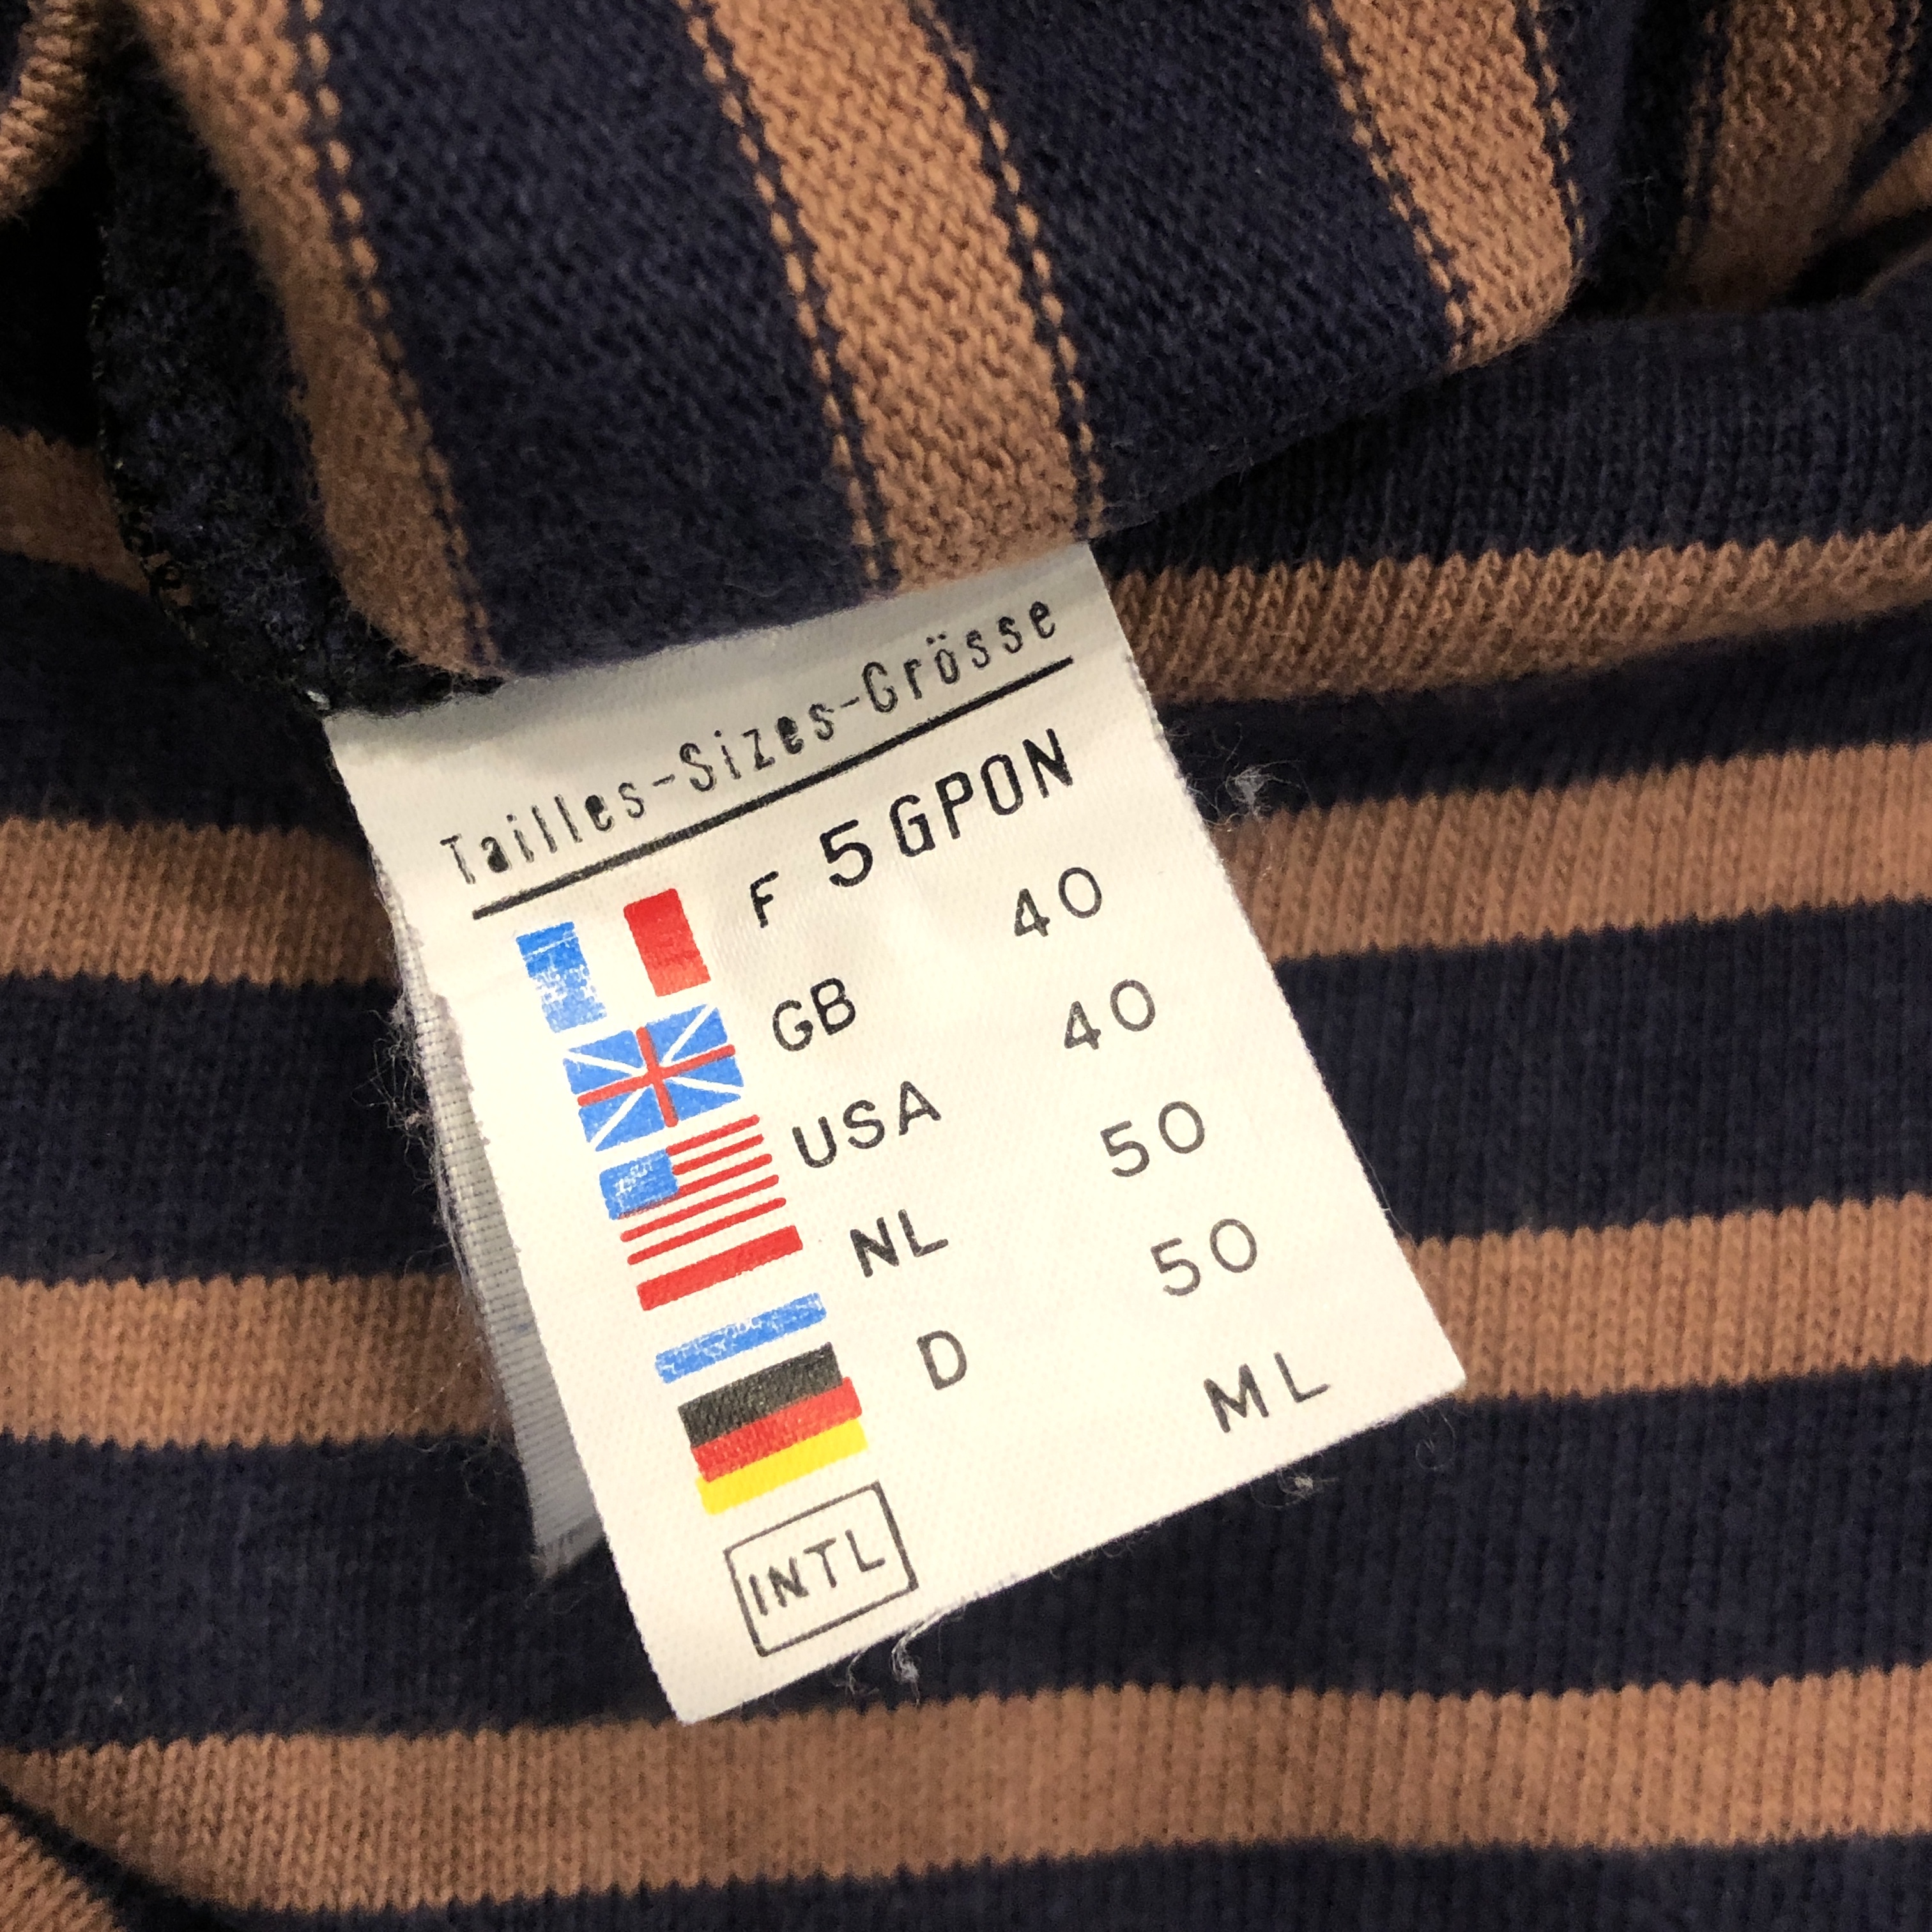 Tailles-Sizes-Grösse
F 5 GPON
GB 40
USA 40
NL 50
D 50
INTL ML